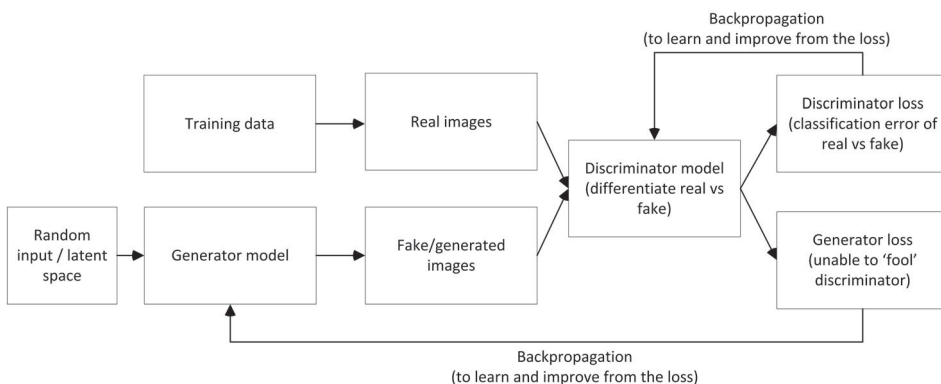 Backpropagation
(to learn and improve from the loss)
Training data
Real images
Discriminator model
(differentiate real vs
fake)
Discriminator loss
(classification error of
real vs fake)
Random
input / latent
space
Generator model
Fake/generated
images
Generator loss
(unable to ‘fool’
discriminator)
Backpropagation
(to learn and improve from the loss)